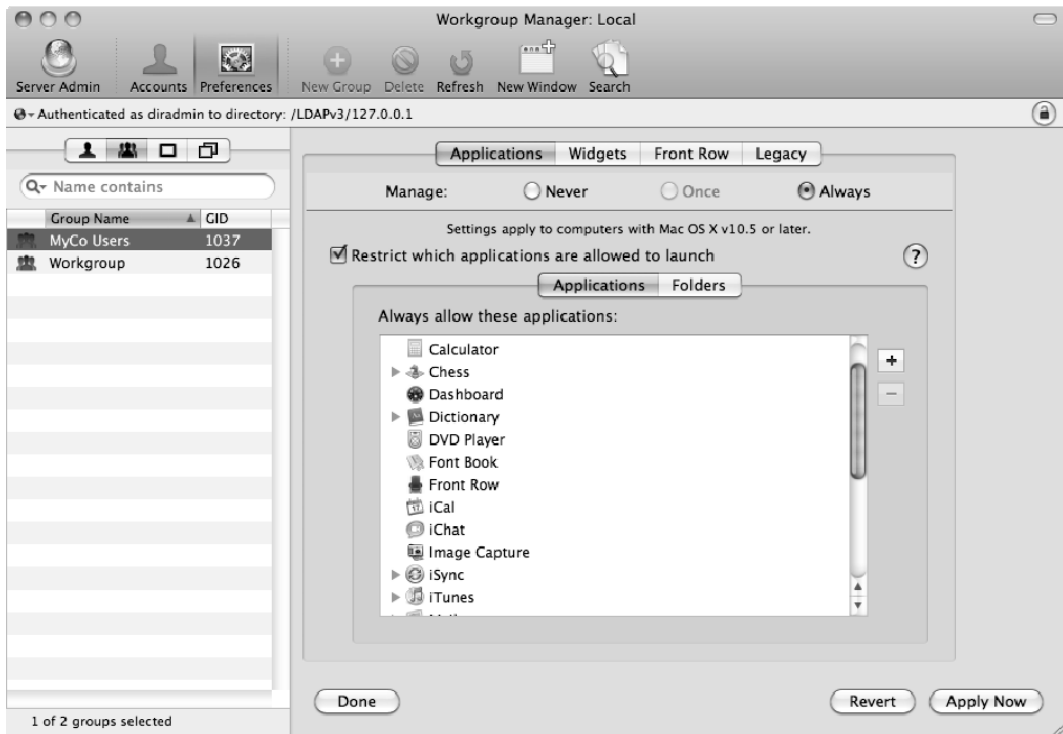 Workgroup Manager: Local
Server Admin Accounts Preferences New Group Delete Refresh New Window Search
Authenticated as diradmin to directory: /LDAPv3/127.0.0.1
Name contains
Group Name GID
MyCo Users 1037
Workgroup 1026
1 of 2 groups selected
Applications Widgets Front Row Legacy
Manage: Never Once Always
Settings apply to computers with Mac OS X v10.5 or later.
Restrict which applications are allowed to launch
?
Applications Folders
Always allow these applications:
Calculator
Chess
Dashboard
Dictionary
DVD Player
Font Book
Front Row
iCal
iChat
Image Capture
iSync
iTunes
+
−
Done Revert Apply Now